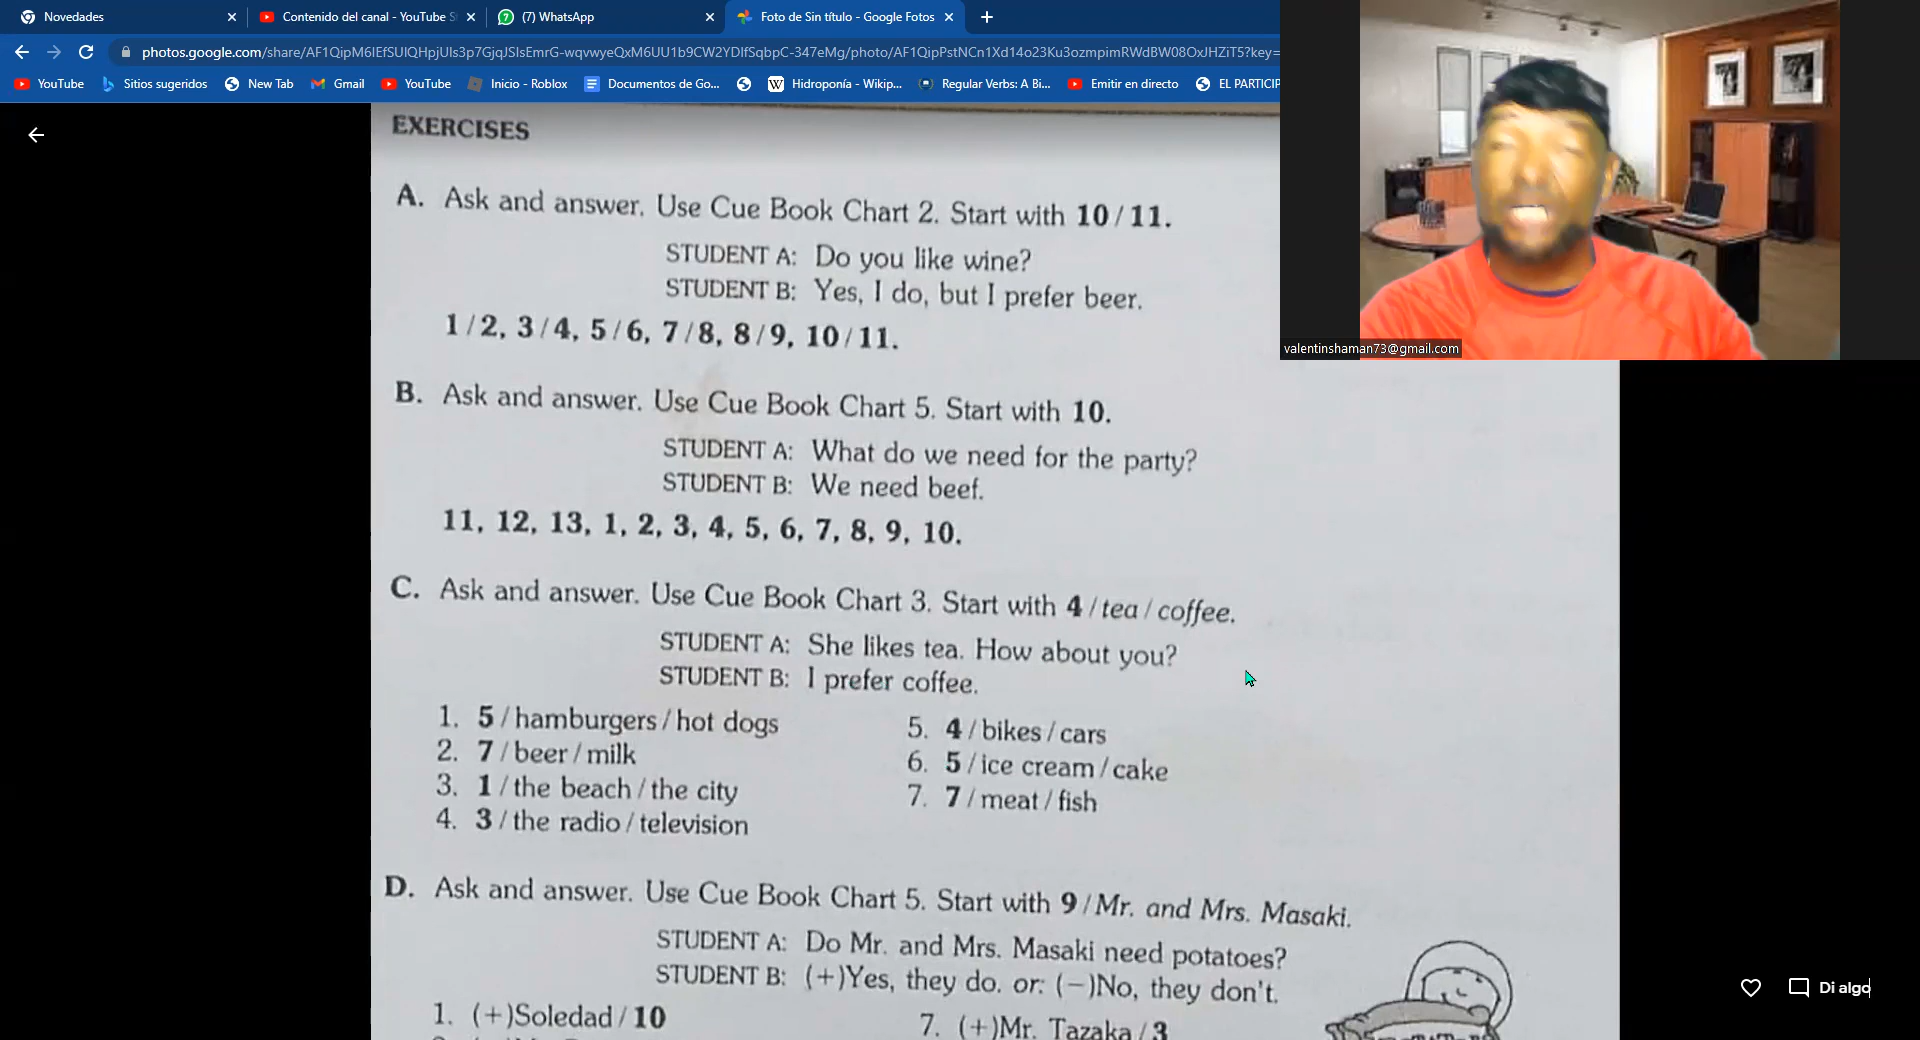 Novedades
Contenido del canal - YouTube S
(7) WhatsApp
Foto de Sin título - Google Fotos
photos.google.com/share/AF1QipM6IEfSUlQHpjUls3p7GjqJSIsEmrG-wqvwyeQxM6UU1b9CW2YDlfSqbpC-347eMg/photo/AF1QipPstNCn1Xd14o23Ku3ozmpimRWdBW08OxJHZiT5?key=
YouTube
Sitios sugeridos
New Tab
Gmail
YouTube
Inicio - Roblox
Documentos de Go...
Hidroponía - Wikip...
Regular Verbs: A Bi...
Emitir en directo
EL PARTICIP
valentinshaman73@gmail.com
EXERCISES
A. Ask and answer. Use Cue Book Chart 2. Start with 10/11.
STUDENT A: Do you like wine?
STUDENT B: Yes, I do, but I prefer beer.
1/2, 3/4, 5/6, 7/8, 8/9, 10/11.
B. Ask and answer. Use Cue Book Chart 5. Start with 10.
STUDENT A: What do we need for the party?
STUDENT B: We need beef.
11, 12, 13, 1, 2, 3, 4, 5, 6, 7, 8, 9, 10.
C. Ask and answer. Use Cue Book Chart 3. Start with 4/tea/coffee.
STUDENT A: She likes tea. How about you?
STUDENT B: I prefer coffee.
1. 5/hamburgers/hot dogs
2. 7/beer/milk
3. 1/the beach/the city
4. 3/the radio/television
5. 4/bikes/cars
6. 5/ice cream/cake
7. 7/meat/fish
D. Ask and answer. Use Cue Book Chart 5. Start with 9/Mr. and Mrs. Masaki.
STUDENT A: Do Mr. and Mrs. Masaki need potatoes?
STUDENT B: (+)Yes, they do. or: (−)No, they don't.
1. (+)Soledad/10
7. (+)Mr. Tazaka/3
Di algo